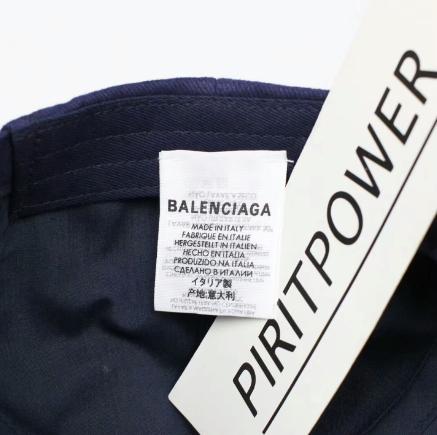 BALENCIAGA
MADE IN ITALY
FABRIQUE EN ITALIE
HERGESTELLT IN ITALIEN
HECHO EN ITALIA
PRODUZIDO NA ITALIA
СДЕЛАНО В ИТАЛИИ
イタリア製
产地:意大利
PIRITPOWER